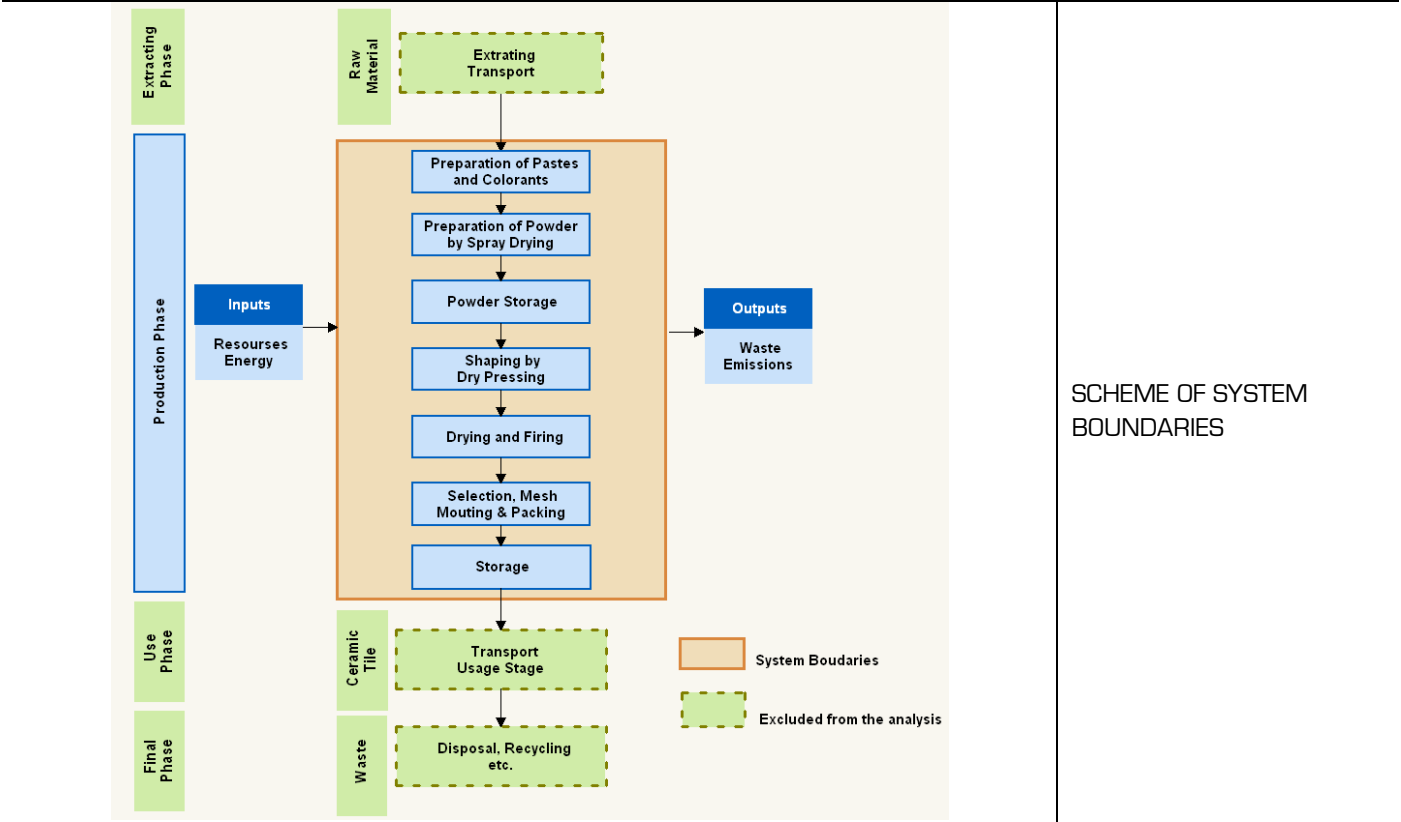 Extracting
Phase
Raw
Material
Extrating
Transport
Production Phase
Inputs
Resourses
Energy
Preparation of Pastes
and Colorants
Preparation of Powder
by Spray Drying
Powder Storage
Shaping by
Dry Pressing
Drying and Firing
Selection, Mesh
Mouting & Packing
Storage
Outputs
Waste
Emissions
Use
Phase
Ceramic
Tile
Transport
Usage Stage
Final
Phase
Waste
Disposal, Recycling
etc.
System Boudaries
Excluded from the analysis
SCHEME OF SYSTEM
BOUNDARIES